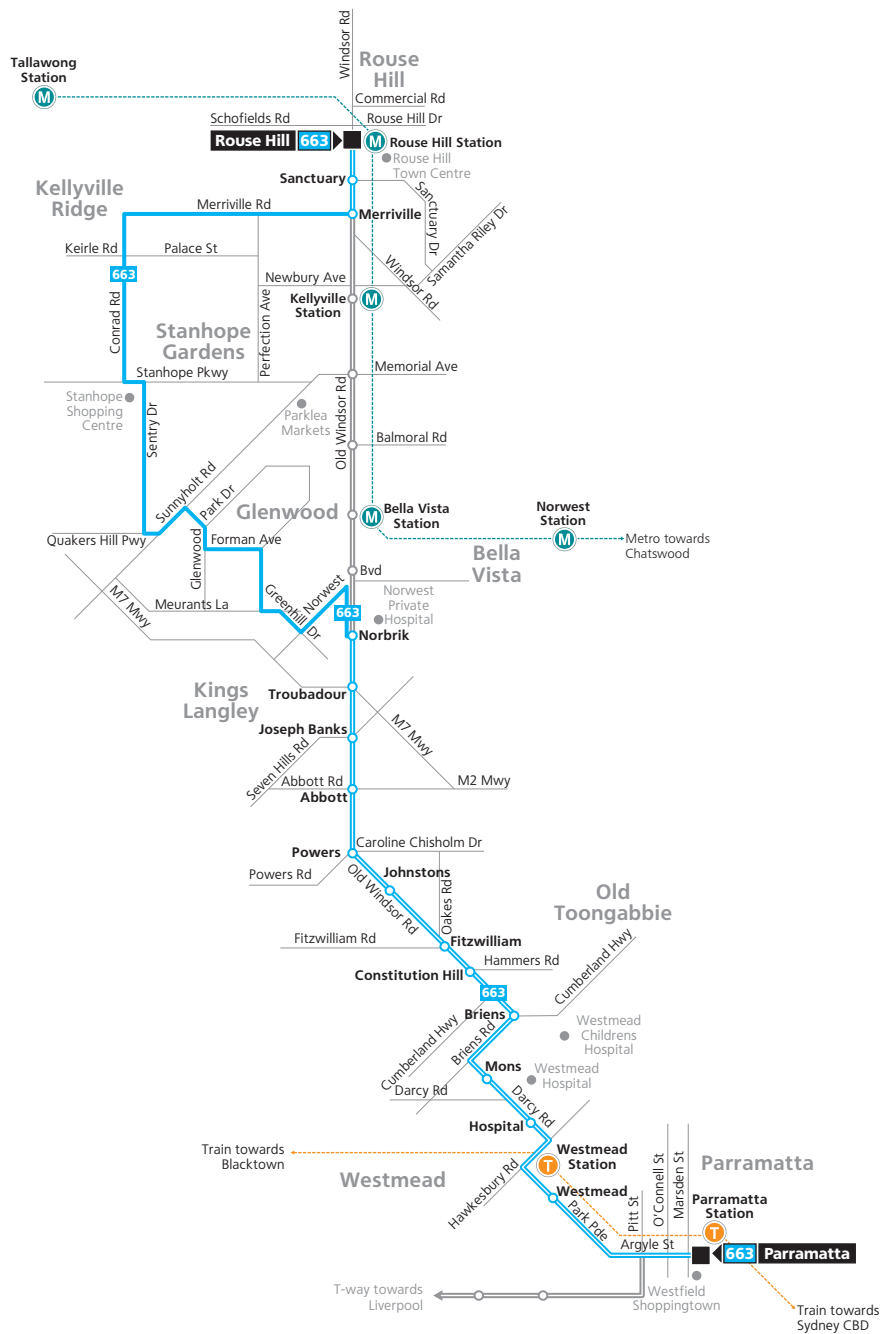 Windsor Rd
Rouse
Hill
Tallawong
Station
M
Commercial Rd
Schofields Rd
Rouse Hill Dr
Rouse Hill
663
M
Rouse Hill Station
Rouse Hill
Town Centre
Sanctuary
Kellyville
Ridge
Merriville Rd
Merriville
Sanctuary Dr
Samantha Riley Dr
Keirle Rd
Palace St
663
Windsor Rd
Newbury Ave
Kellyville
Station
M
Conrad Rd
Perfection Ave
Stanhope
Gardens
Stanhope Pkwy
Memorial Ave
Stanhope
Shopping
Centre
Parklea
Markets
Old Windsor Rd
Sentry Dr
Balmoral Rd
Sunnyholt Rd
Park Dr
Glenwood
M
Bella Vista
Station
Norwest
Station
M
Metro towards
Chatswood
Quakers Hill Pwy
Glenwood
Forman Ave
Bella
Vista
Bvd
Norwest
M7 Mwy
Meurants La
Greenhill Dr
663
Norwest
Private
Hospital
Norbrik
Kings
Langley
Troubadour
M7 Mwy
Joseph Banks
Seven Hills Rd
Abbott Rd
M2 Mwy
Abbott
Powers
Caroline Chisholm Dr
Powers Rd
Old Windsor Rd
Johnstons
Oakes Rd
Old
Toongabbie
Fitzwilliam Rd
Fitzwilliam
Hammers Rd
Constitution Hill
663
Cumberland Hwy
Briens
Cumberland Hwy
Briens Rd
Westmead
Childrens
Hospital
Mons
Westmead
Hospital
Darcy Rd
Darcy Rd
Hospital
Train towards
Blacktown
Westmead
Hawkesbury Rd
T
Westmead
Station
Westmead
Park Pde
Pitt St
O'Connell St
Marsden St
Parramatta
Parramatta
Station
T
Argyle St
663
Parramatta
T-way towards
Liverpool
Westfield
Shoppingtown
Train towards
Sydney CBD